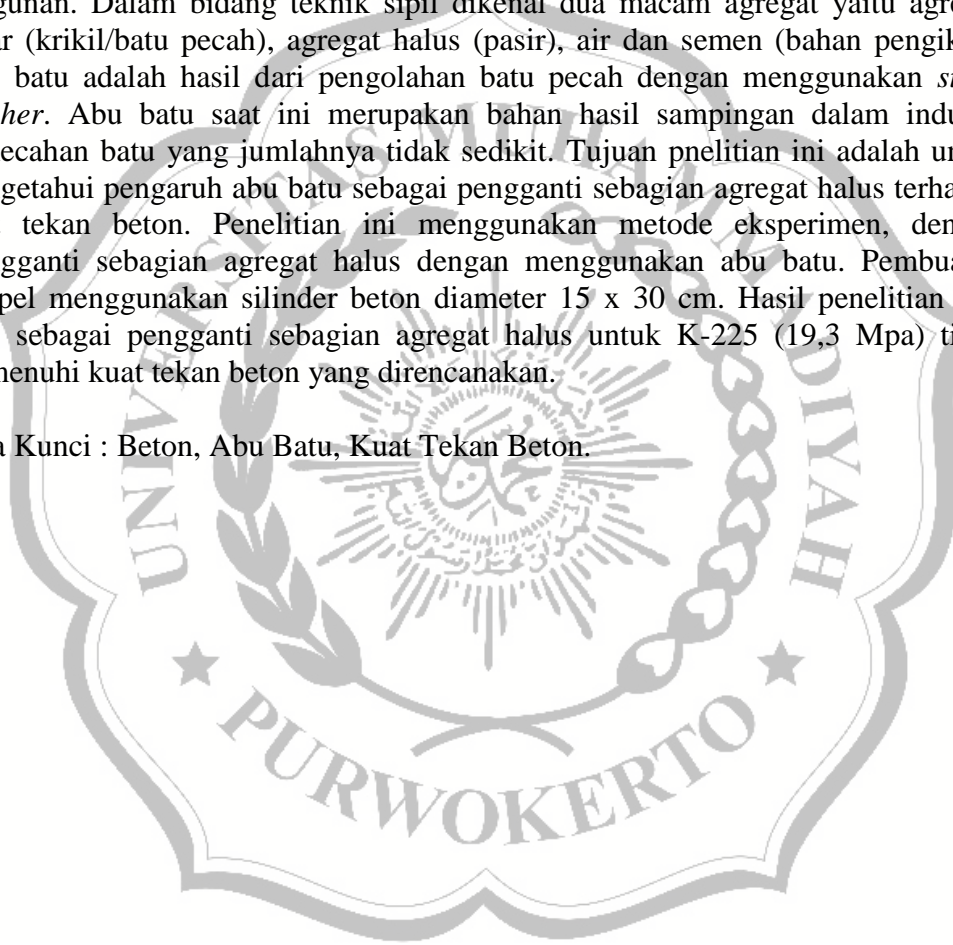 gunan. Dalam bidang teknik sipil dikenal dua macam agregat yaitu agre
r (krikil/batu pecah), agregat halus (pasir), air dan semen (bahan pengik
batu adalah hasil dari pengolahan batu pecah dengan menggunakan s
her. Abu batu saat ini merupakan bahan hasil sampingan dalam indu
ecahan batu yang jumlahnya tidak sedikit. Tujuan pnelitian ini adalah u
getahui pengaruh abu batu sebagai pengganti sebagian agregat halus terha
tekan beton. Penelitian ini menggunakan metode eksperimen, den
gganti sebagian agregat halus dengan menggunakan abu batu. Pembua
pel menggunakan silinder beton diameter 15 x 30 cm. Hasil penelitian
sebagai pengganti sebagian agregat halus untuk K-225 (19,3 Mpa) ti
nenuhi kuat tekan beton yang direncanakan.
a Kunci : Beton, Abu Batu, Kuat Tekan Beton.
UNIVERSITAS MUHAMMADIYAH
PURWOKERTO